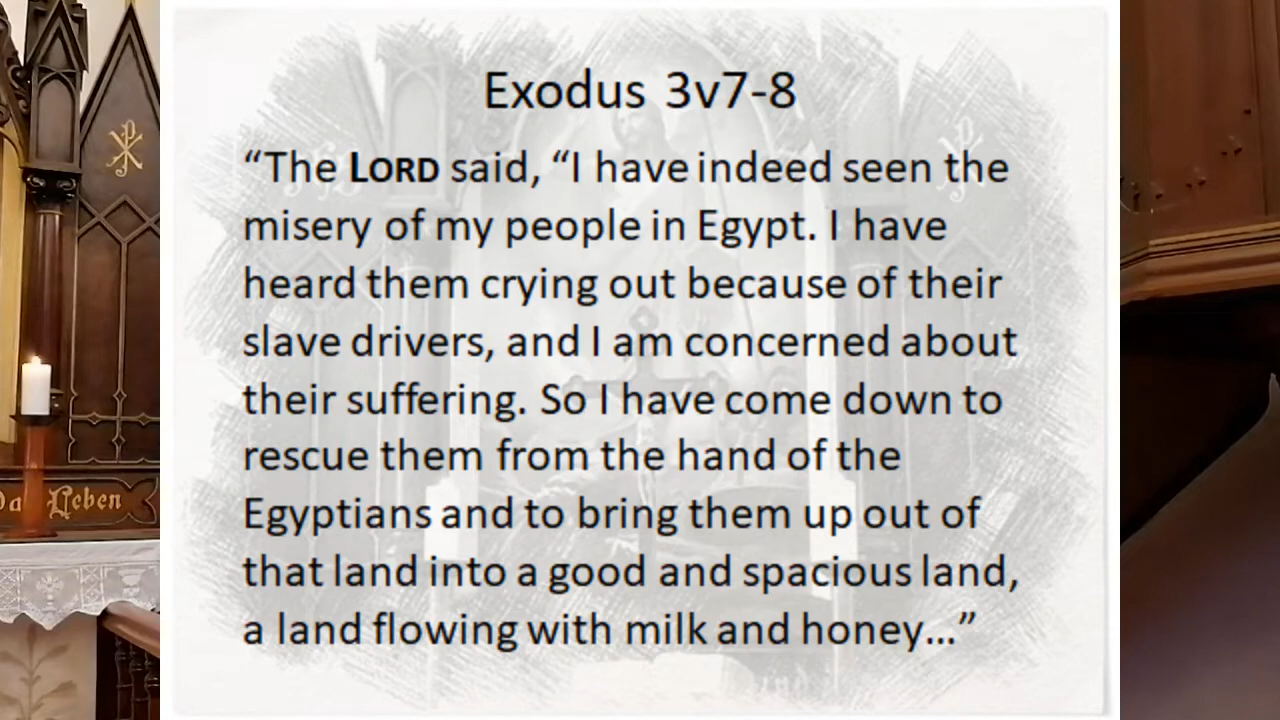 Exodus 3v7-8
“The LORD said, “I have indeed seen the
misery of my people in Egypt. I have
heard them crying out because of their
slave drivers, and I am concerned about
their suffering. So I have come down to
rescue them from the hand of the
Egyptians and to bring them up out of
that land into a good and spacious land,
a land flowing with milk and honey…”
Leben